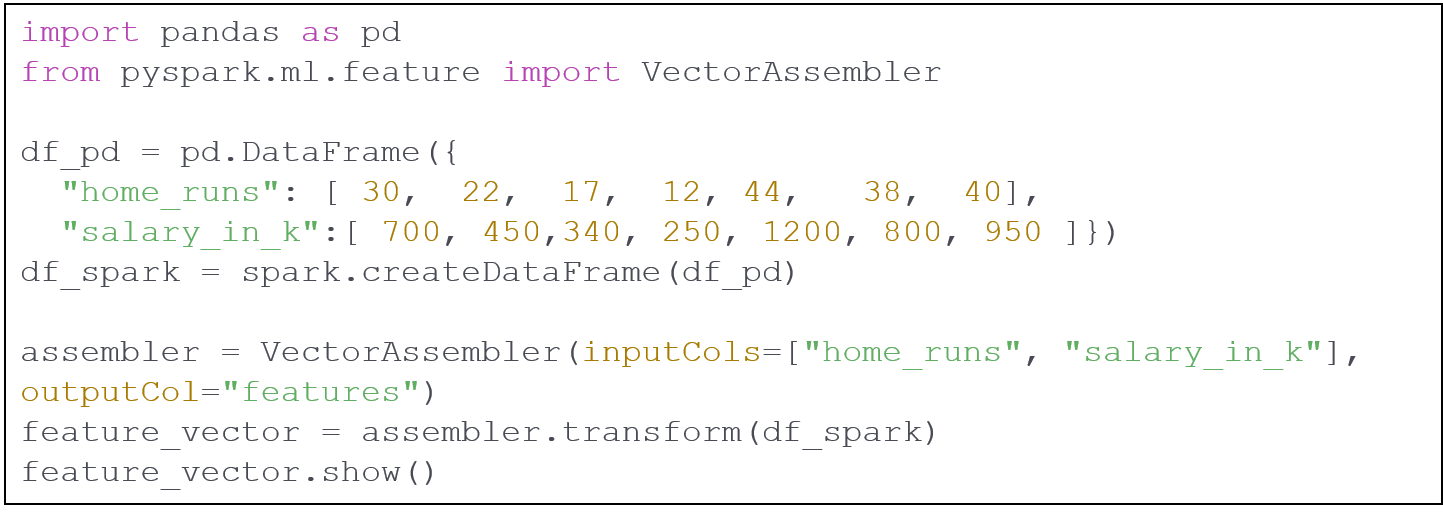 import pandas as pd
from pyspark.ml.feature import VectorAssembler

df_pd = pd.DataFrame({
  "home_runs": [ 30,  22,  17,  12, 44,   38,  40],
  "salary_in_k":[ 700, 450,340, 250, 1200, 800, 950 ]})
df_spark = spark.createDataFrame(df_pd)

assembler = VectorAssembler(inputCols=["home_runs", "salary_in_k"],
outputCol="features")
feature_vector = assembler.transform(df_spark)
feature_vector.show()